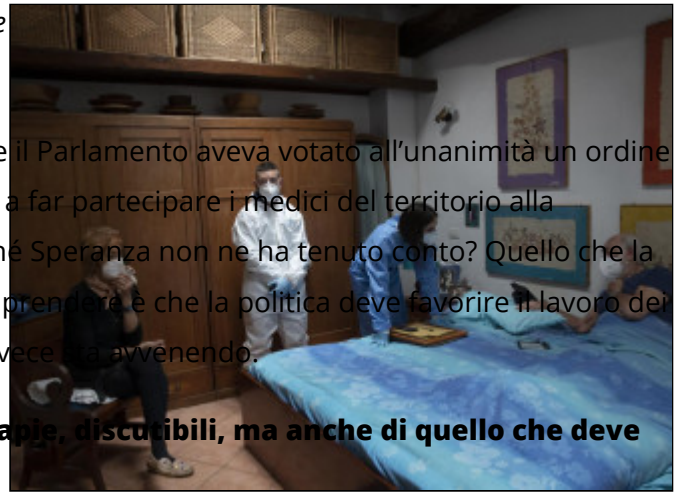 e
e il Parlamento aveva votato all’unanimità un ordine
a far partecipare i medici del territorio alla
né Speranza non ne ha tenuto conto? Quello che la
prendere è che la politica deve favorire il lavoro dei
vece sta avvenendo.
apie, discutibili, ma anche di quello che deve